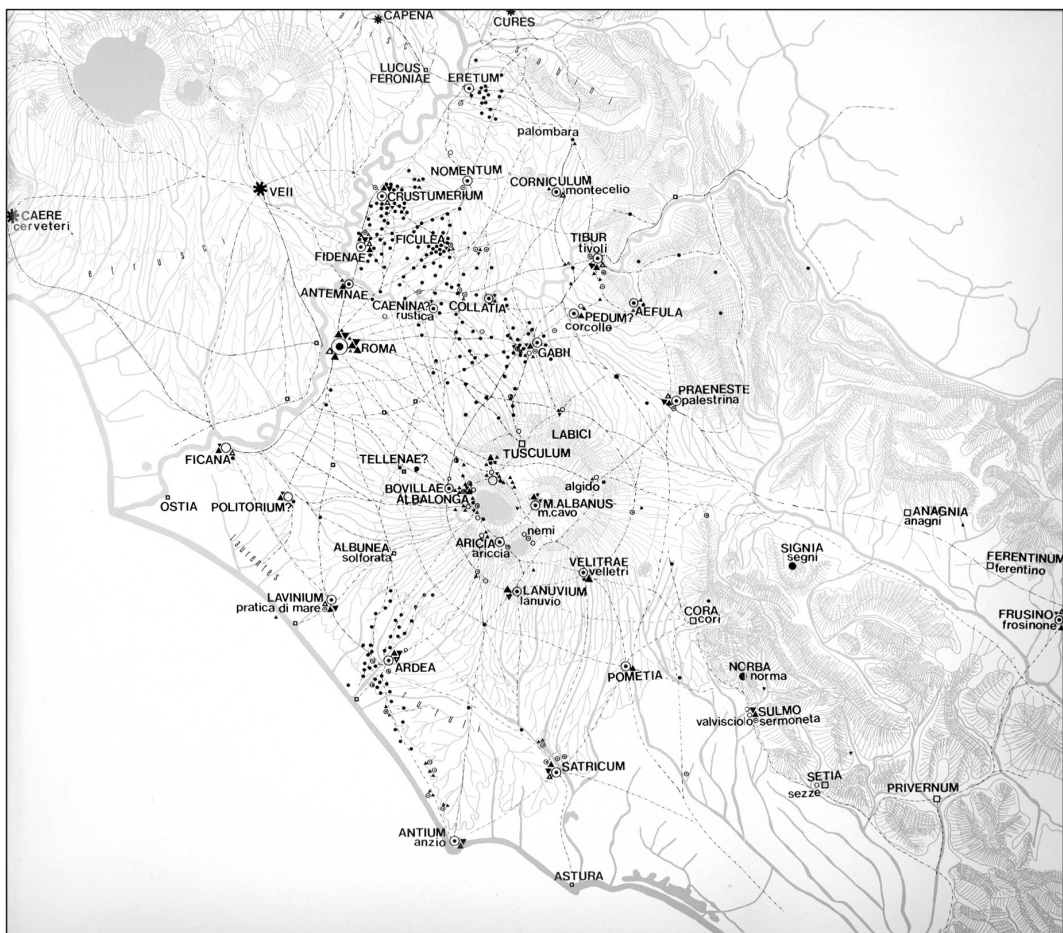 CAPENA
CURES
LUCUS
FERONIAE
ERETUM
palombara
NOMENTUM
CORNICULUM
montecelio
VEII
CRUSTUMERIUM
CAERE
cerveteri
FICULEA
FIDENAE
TIBUR
tivoli
ANTEMNAE
CAENINA?
rustica
COLLATIA
PEDUM?
corcolle
AEFULA
ROMA
GABII
PRAENESTE
palestrina
LABICI
FICANA
TELLENAE?
TUSCULUM
BOVILLAE
ALBALONGA
algido
OSTIA
POLITORIUM?
M.ALBANUS
m.cavo
ANAGNIA
anagni
nemi
ALBUNEA
solforata
ARICIA
ariccia
SIGNIA
segni
FERENTINUM
ferentino
VELITRAE
velletri
laurentes
LAVINIUM
pratica di mare
LANUVIUM
lanuvio
CORA
cori
FRUSINO
frosinone
ARDEA
POMETIA
NORBA
norma
SULMO
valvisciolo
sermoneta
SATRICUM
SETIA
sezze
PRIVERNUM
ANTIUM
anzio
ASTURA